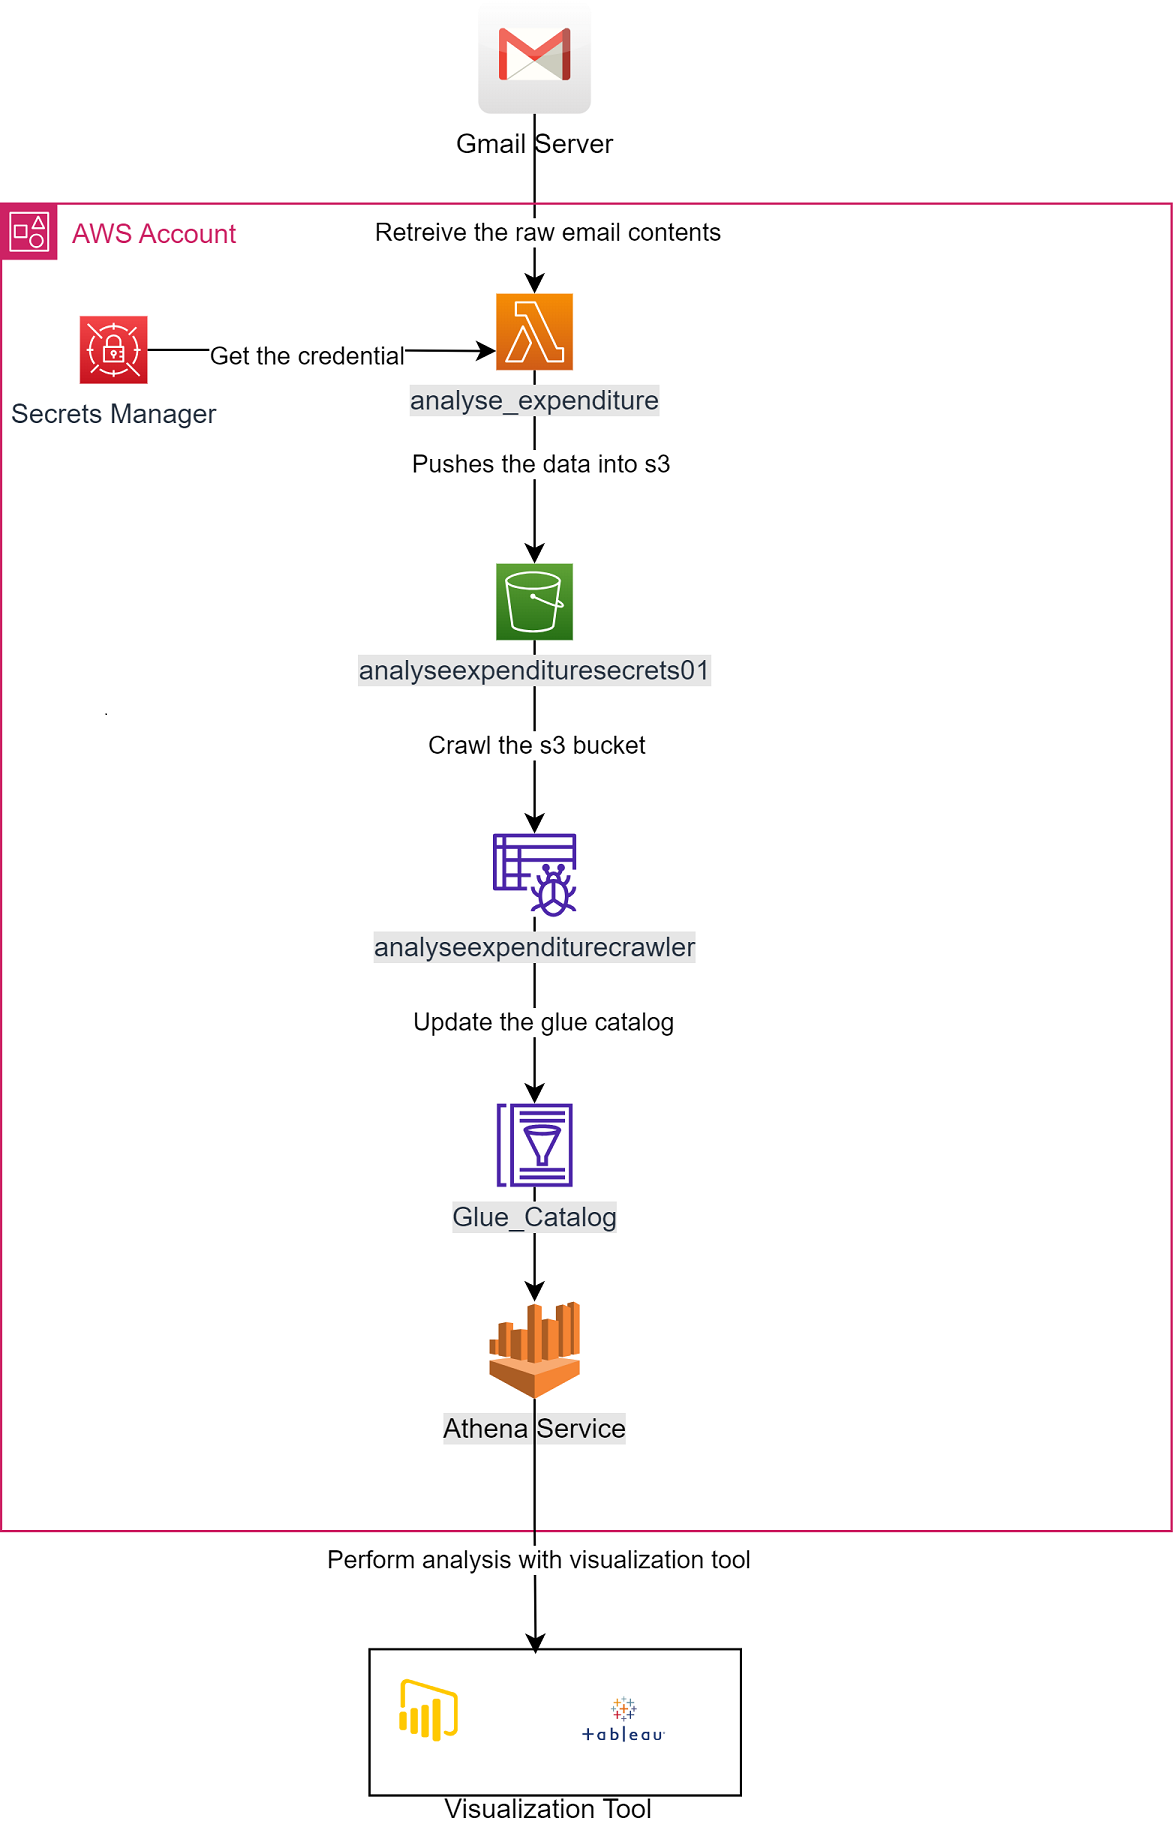 Gmail Server
AWS Account
Retreive the raw email contents
Get the credential
Secrets Manager
analyse_expenditure
Pushes the data into s3
analyseexpendituresecrets01
.
Crawl the s3 bucket
analyseexpenditurecrawler
Update the glue catalog
Glue_Catalog
Athena Service
Perform analysis with visualization tool
+ableau
Visualization Tool